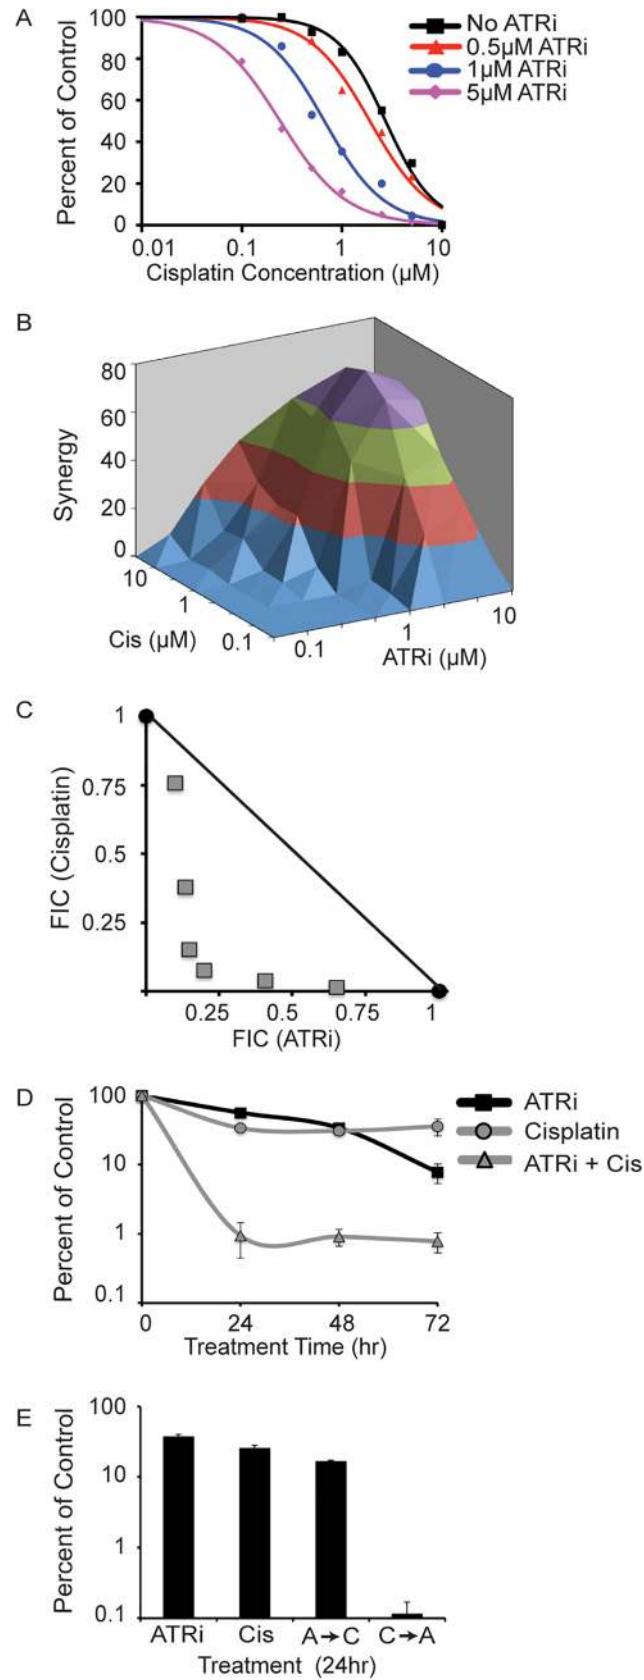 A
Percent of Control
100
80
60
40
20
0
0.01
0.1
1
10
Cisplatin Concentration (µM)
No ATRi
0.5µM ATRi
1µM ATRi
5µM ATRi
B
Synergy
80
60
40
20
0
10
1
0.1
Cis (µM)
0.1
1
10
ATRi (µM)
C
FIC (Cisplatin)
1
0.75
0.5
0.25
0.25
0.5
0.75
1
FIC (ATRi)
D
Percent of Control
100
10
1
0.1
0
24
48
72
Treatment Time (hr)
ATRi
Cisplatin
ATRi + Cis
E
Percent of Control
100
10
1
0.1
ATRi
Cis
A→C
C→A
Treatment (24hr)